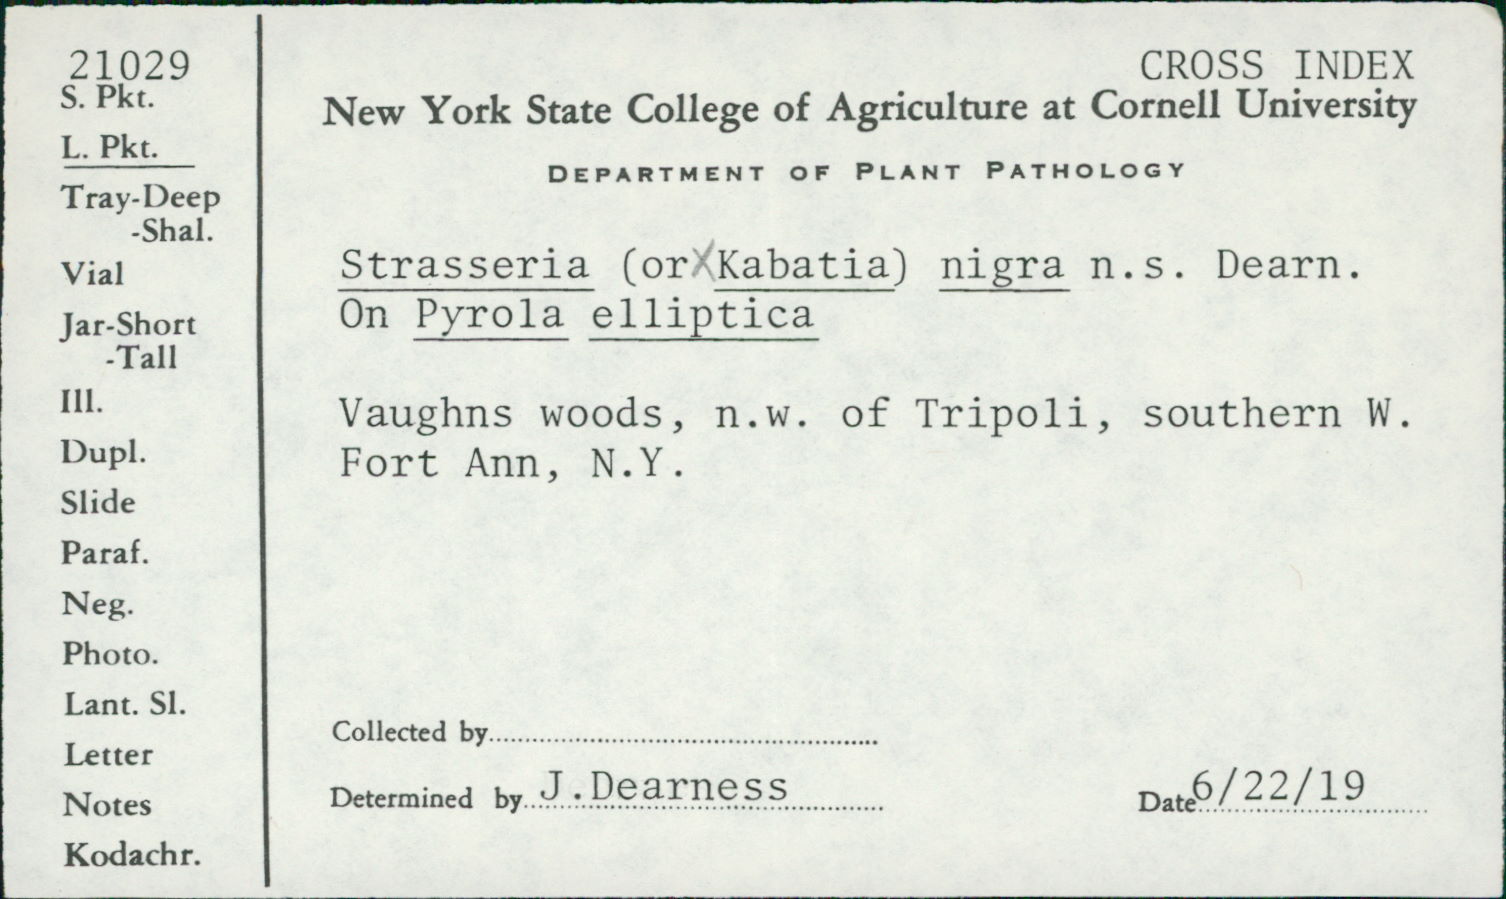 21029
S. Pkt.
L. Pkt.
Tray-Deep
-Shal.
Vial
Jar-Short
-Tall
Ill.
Dupl.
Slide
Paraf.
Neg.
Photo.
Lant. Sl.
Letter
Notes
Kodachr.
CROSS INDEX
New York State College of Agriculture at Cornell University
DEPARTMENT OF PLANT PATHOLOGY
Strasseria (or X Kabatia) nigra n.s. Dearn.
On Pyrola elliptica
Vaughns woods, n.w. of Tripoli, southern W.
Fort Ann, N.Y.
Collected by
Determined by J.Dearness
Date 6/22/19